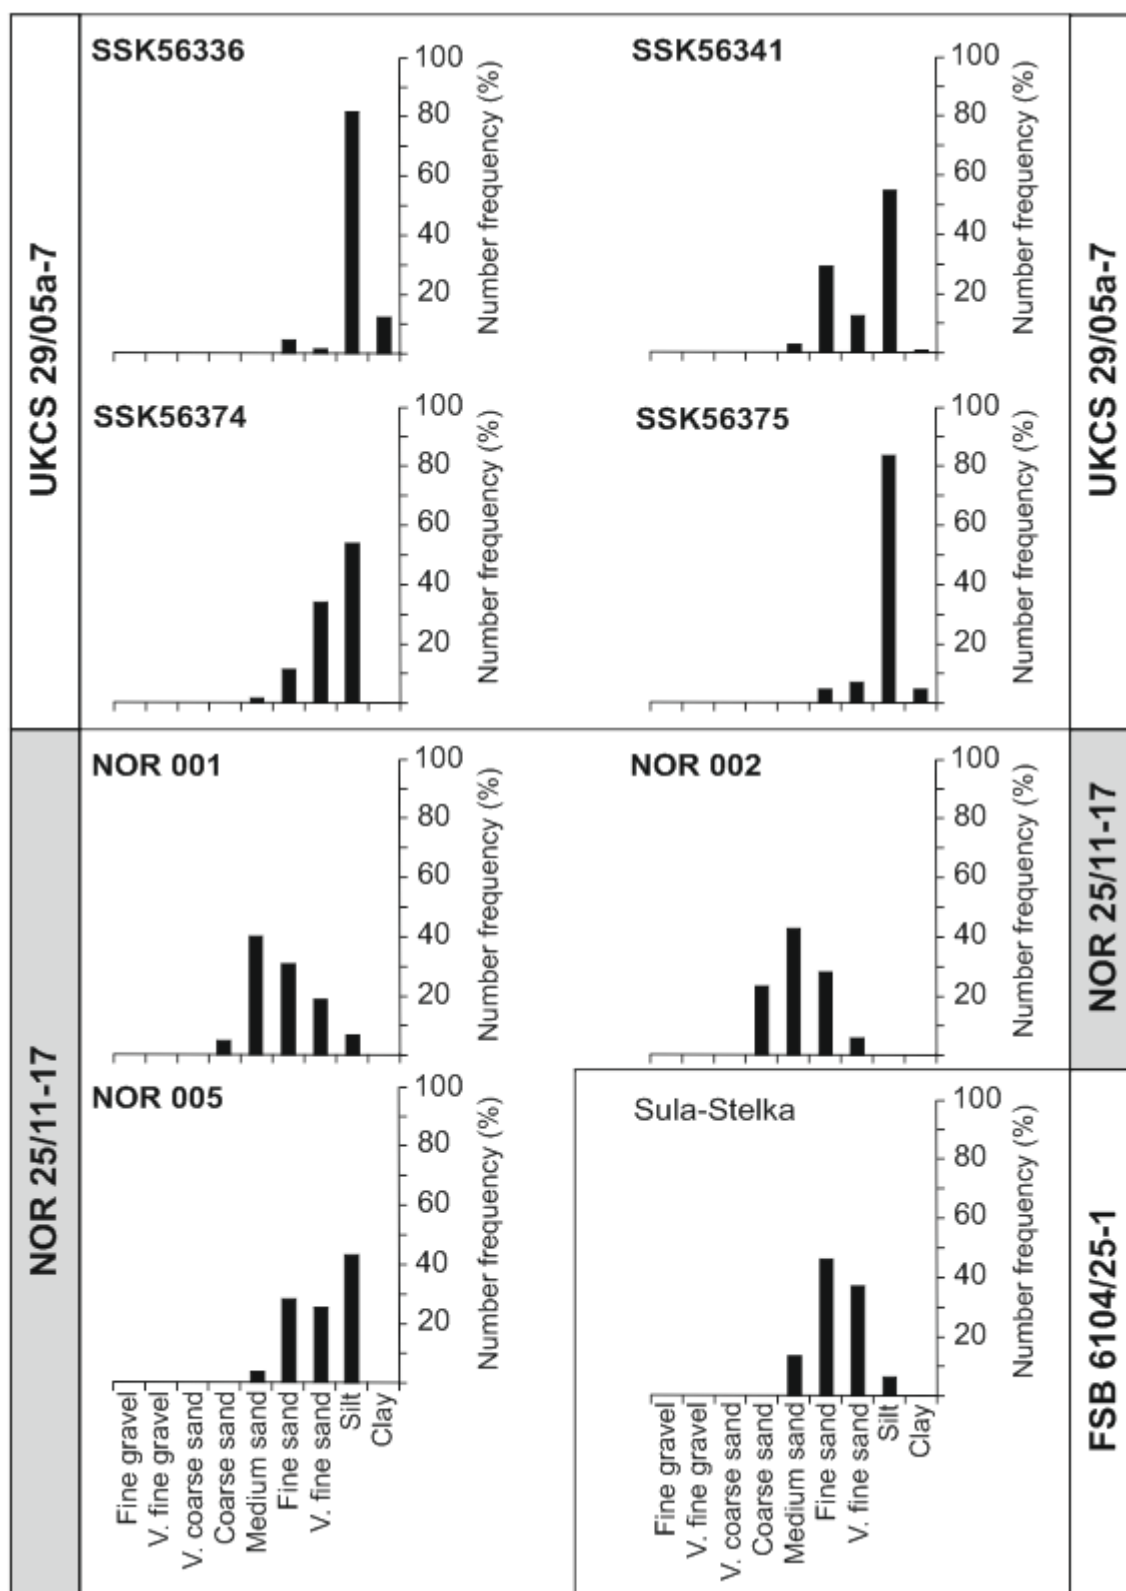 UKCS 29/05a-7
SSK56336
100
80
60
40
20
Number frequency (%)
SSK56341
100
80
60
40
20
Number frequency (%)
UKCS 29/05a-7
SSK56374
100
80
60
40
20
Number frequency (%)
SSK56375
100
80
60
40
20
Number frequency (%)
NOR 25/11-17
NOR 001
100
80
60
40
20
Number frequency (%)
NOR 002
100
80
60
40
20
Number frequency (%)
NOR 25/11-17
NOR 005
100
80
60
40
20
Number frequency (%)
Fine gravel
V. fine gravel
V. coarse sand
Coarse sand
Medium sand
Fine sand
V. fine sand
Silt
Clay
Sula-Stelka
100
80
60
40
20
Number frequency (%)
Fine gravel
V. fine gravel
V. coarse sand
Coarse sand
Medium sand
Fine sand
V. fine sand
Silt
Clay
FSB 6104/25-1